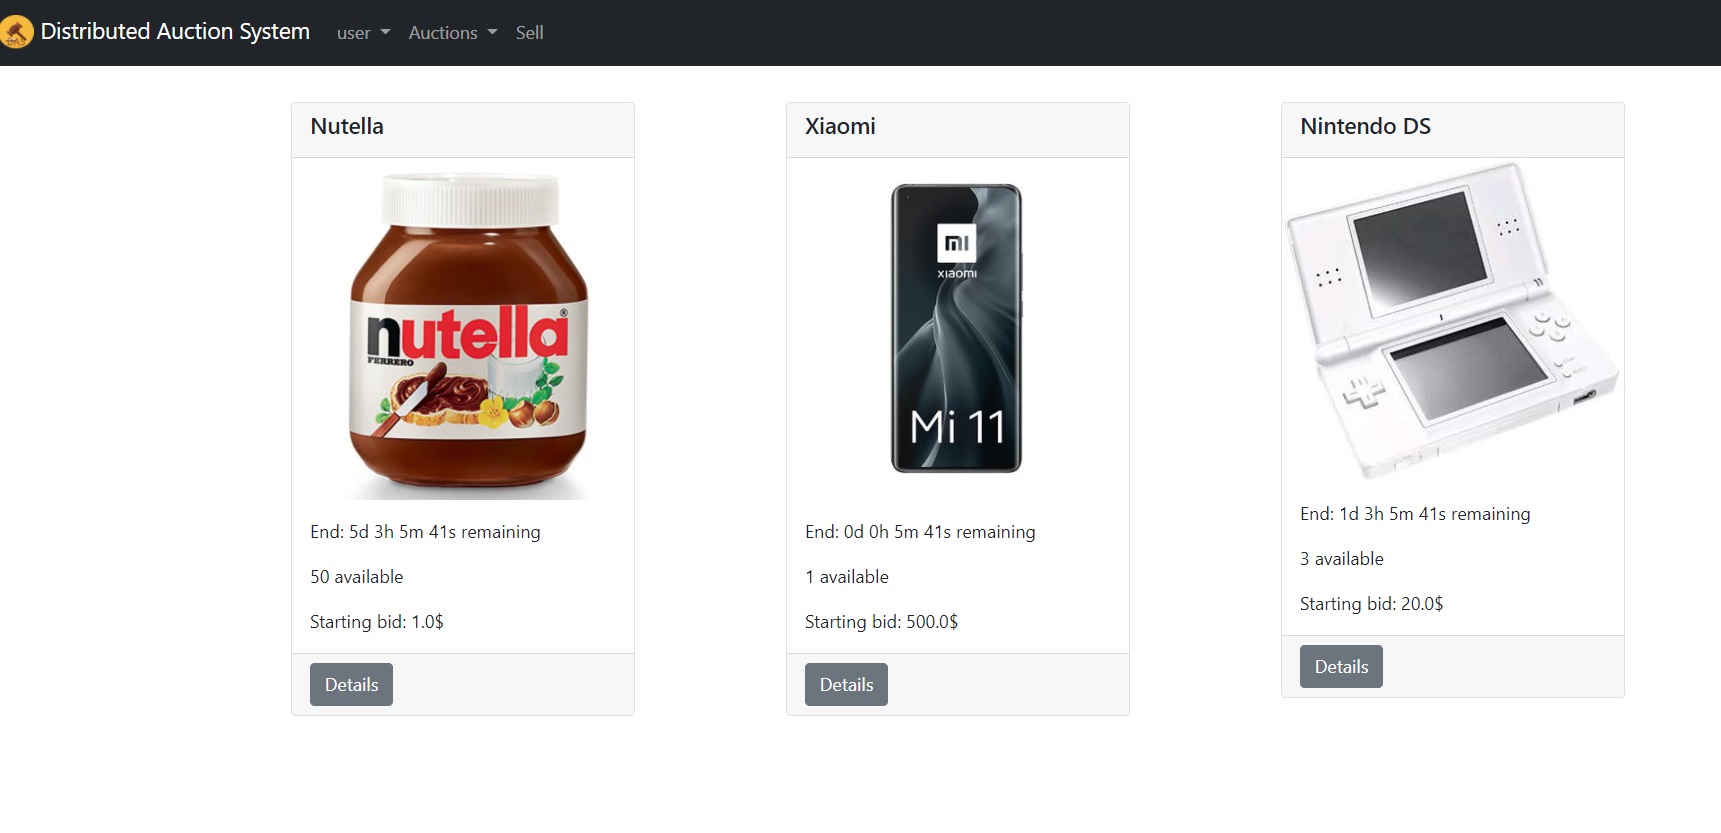 DAS
Distributed Auction System
user
Auctions
Sell
Nutella
nutella®
FERRERO
End: 5d 3h 5m 41s remaining
50 available
Starting bid: 1.0$
Details
Xiaomi
mi
xiaomi
Mi 11
End: 0d 0h 5m 41s remaining
1 available
Starting bid: 500.0$
Details
Nintendo DS
End: 1d 3h 5m 41s remaining
3 available
Starting bid: 20.0$
Details